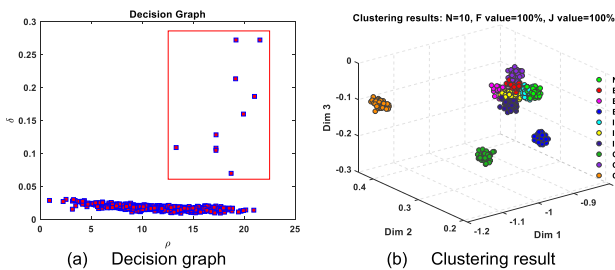 Decision Graph
0.3
0.25
0.2
0.15
0.1
0.05
0
δ
0 5 10 15 20 25
ρ
(a) Decision graph
Clustering results: N=10, F value=100%, J value=100%
0
-0.1
-0.2
-0.3
Dim 3
0.4
0.3
0.2
Dim 2
-1.2
-1.1
-1
-0.9
Dim 1
N
E
E
E
I
I
I
O
O
O
(b) Clustering result